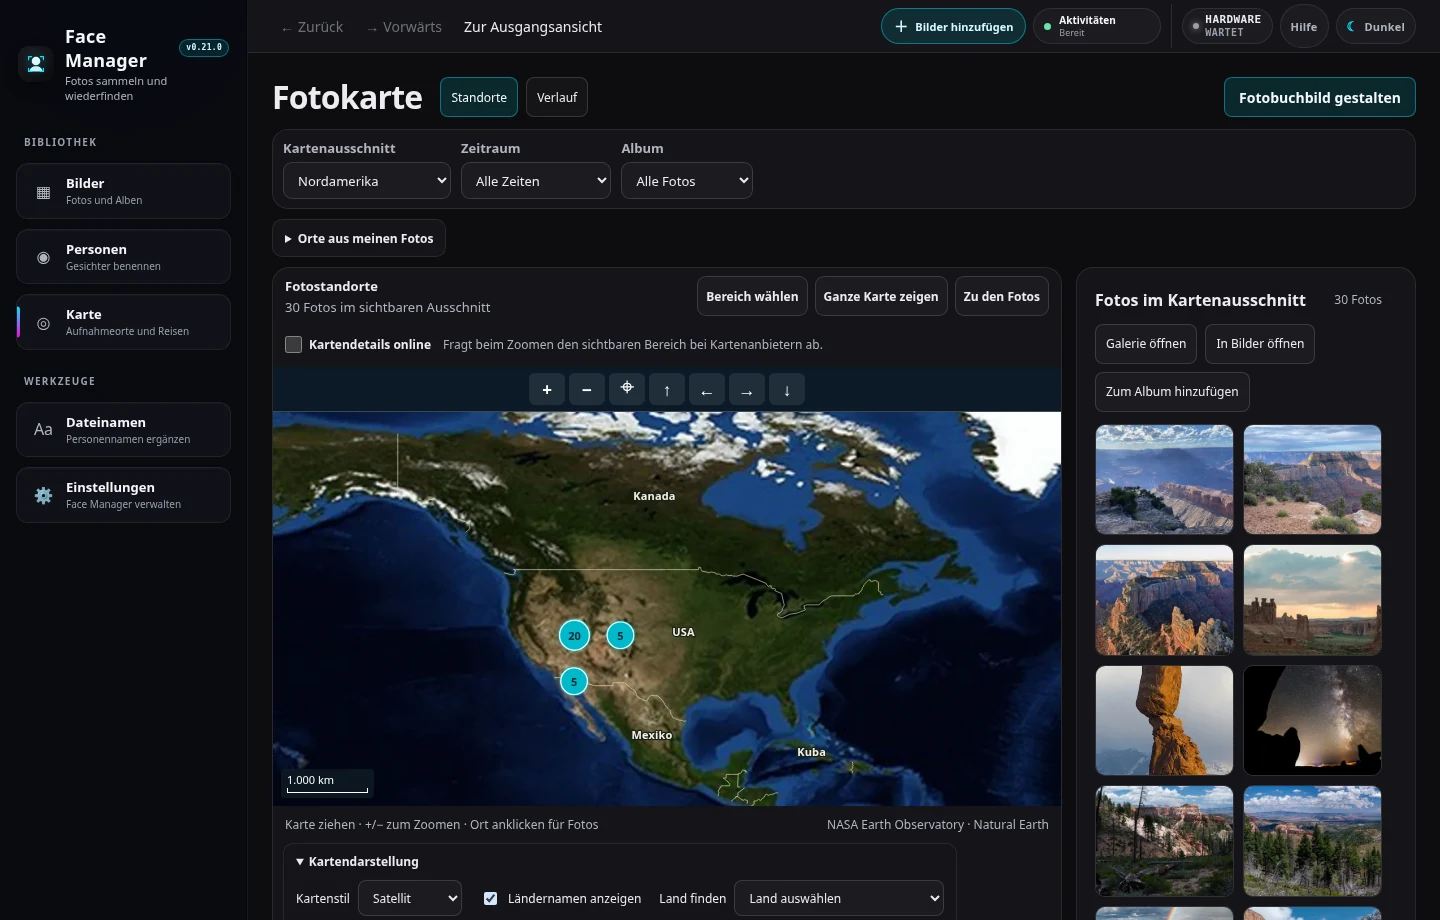 Face Manager
v0.21.0
Fotos sammeln und wiederfinden
BIBLIOTHEK
Bilder
Fotos und Alben
Personen
Gesichter benennen
Karte
Aufnahmeorte und Reisen
WERKZEUGE
Aa
Dateinamen
Personennamen ergänzen
Einstellungen
Face Manager verwalten
← Zurück
→ Vorwärts
Zur Ausgangsansicht
+ Bilder hinzufügen
Aktivitäten
Bereit
HARDWARE
WARTET
Hilfe
Dunkel
Fotokarte
Standorte
Verlauf
Fotobuchbild gestalten
Kartenausschnitt
Zeitraum
Album
Nordamerika
Alle Zeiten
Alle Fotos
Orte aus meinen Fotos
Fotostandorte
30 Fotos im sichtbaren Ausschnitt
Bereich wählen
Ganze Karte zeigen
Zu den Fotos
Kartendetails online
Fragt beim Zoomen den sichtbaren Bereich bei Kartenanbietern ab.
+ − ↑ ← → ↓
Kanada
USA
20
5
5
Mexiko
Kuba
1.000 km
Karte ziehen · +/− zum Zoomen · Ort anklicken für Fotos
NASA Earth Observatory · Natural Earth
Kartendarstellung
Kartenstil
Satellit
Ländernamen anzeigen
Land finden
Land auswählen
Fotos im Kartenausschnitt
30 Fotos
Galerie öffnen
In Bilder öffnen
Zum Album hinzufügen